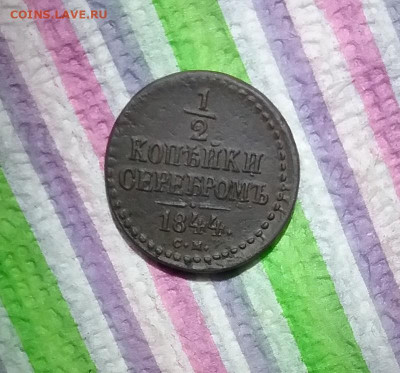 COINS.LAVE.RU
1
2
КОПѢЙКИ
СЕРЕБРОМЪ
1844.
С.М.